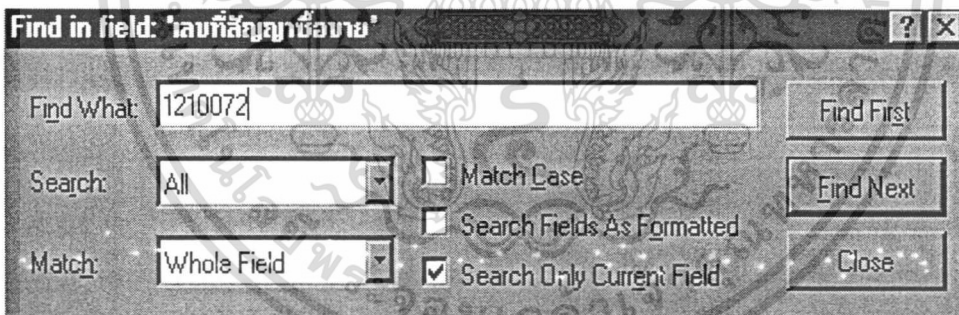 Find in field: 'เลขที่สัญญาซื้อขาย'
Find What: 1210072 Find First
Search: All Match Case Find Next
Search Fields As Formatted
Match: Whole Field Search Only Current Field Close